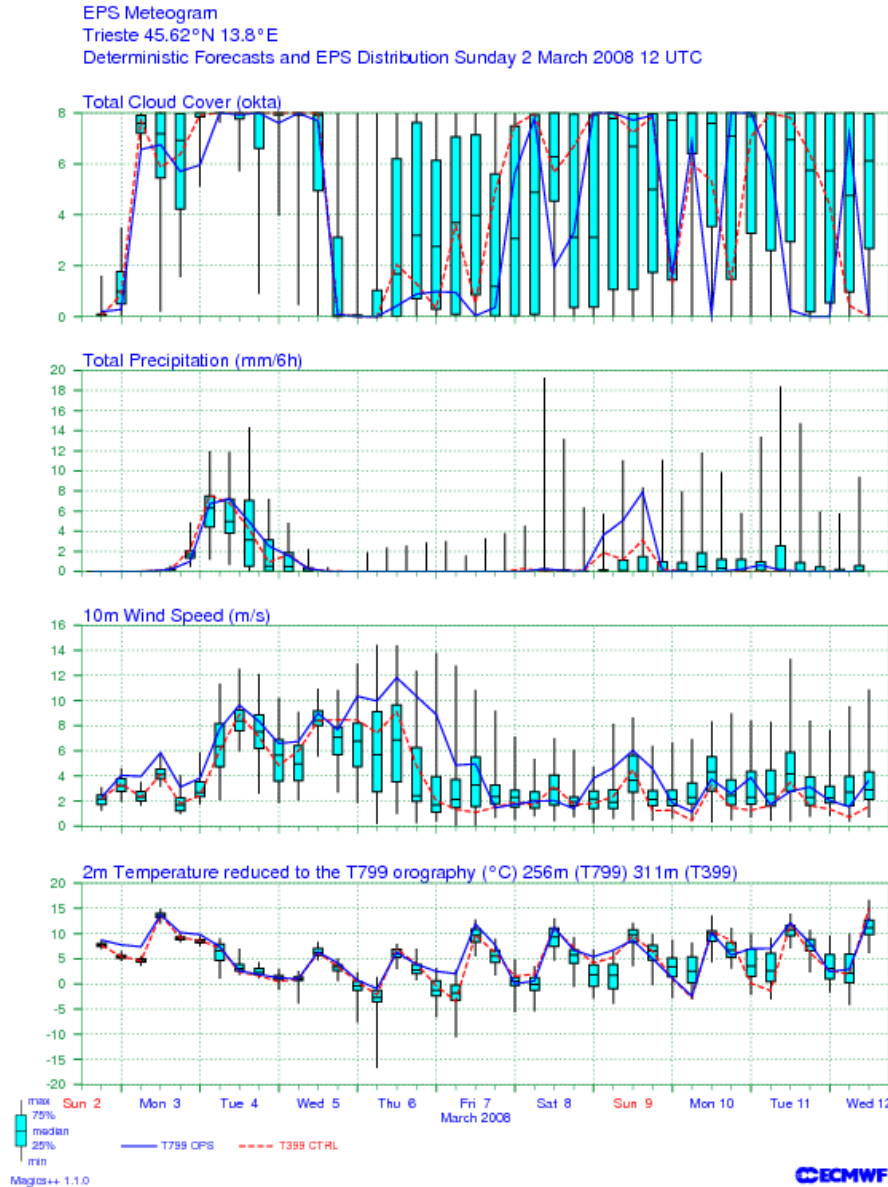 EPS Meteogram
Trieste 45.62°N 13.8°E
Deterministic Forecasts and EPS Distribution Sunday 2 March 2008 12 UTC
Total Cloud Cover (okta)
8
6
4
2
0
Total Precipitation (mm/6h)
20
18
16
14
12
10
8
6
4
2
0
10m Wind Speed (m/s)
16
14
12
10
8
6
4
2
0
2m Temperature reduced to the T799 orography (°C) 256m (T799) 311m (T399)
20
15
10
5
0
-5
-10
-15
-20
Sun 2 Mon 3 Tue 4 Wed 5 Thu 6 Fri 7 Sat 8 Sun 9 Mon 10 Tue 11 Wed 12
March 2008
max
75%
median
25%
min
T799 OPS T399 CTRL
Magics++ 1.1.0
ECMWF